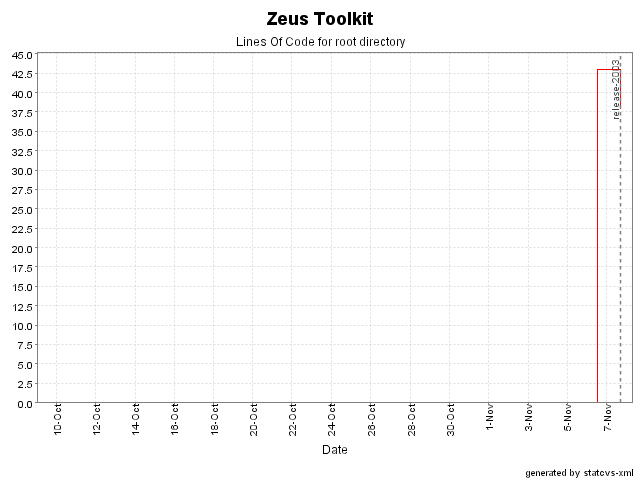 Zeus Toolkit
Lines Of Code for root directory
45.0
42.5
40.0
37.5
35.0
32.5
30.0
27.5
25.0
22.5
20.0
17.5
15.0
12.5
10.0
7.5
5.0
2.5
0.0
release-2003
10-Oct
12-Oct
14-Oct
16-Oct
18-Oct
20-Oct
22-Oct
24-Oct
26-Oct
28-Oct
30-Oct
1-Nov
3-Nov
5-Nov
7-Nov
Date
generated by statcvs-xml